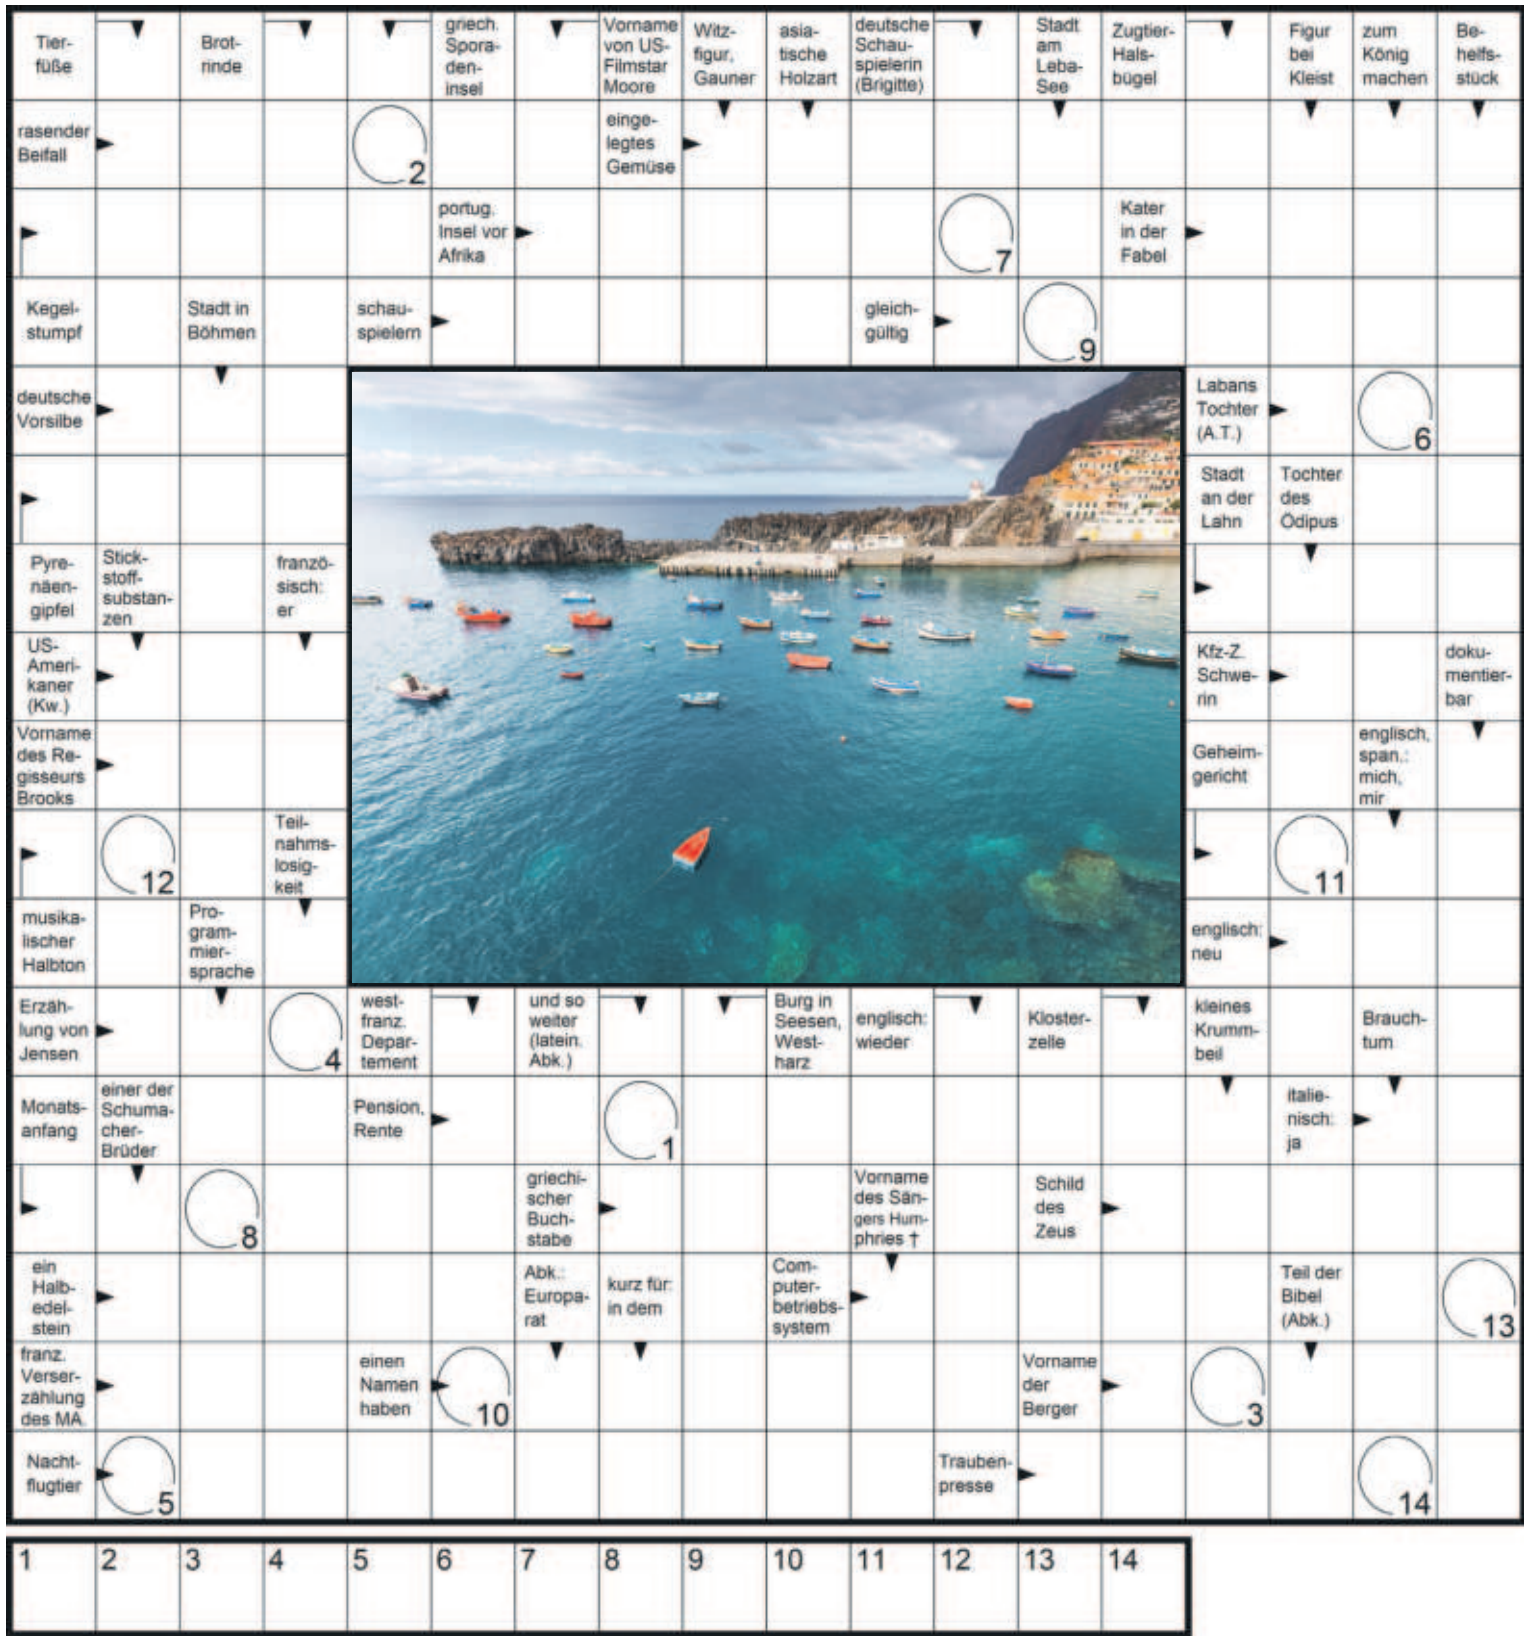 Tier-
füße
Brot-
rinde
griech.
Spora-
den-
insel
Vorname
von US-
Filmstar
Moore
Witz-
figur,
Gauner
asia-
tische
Holzart
deutsche
Schau-
spielerin
(Brigitte)
Stadt
am
Leba-
See
Zugtier-
Hals-
bügel
Figur
bei
Kleist
zum
König
machen
Be-
helfs-
stück
rasender
Beifall
2
einge-
legtes
Gemüse
portug.
Insel vor
Afrika
7
Kater
in der
Fabel
Kegel-
stumpf
Stadt in
Böhmen
schau-
spielern
gleich-
gültig
9
deutsche
Vorsilbe
Labans
Tochter
(A.T.)
6
Stadt
an der
Lahn
Tochter
des
Ödipus
Pyre-
näen-
gipfel
Stick-
stoff-
substan-
zen
franzö-
sisch:
er
US-
Ameri-
kaner
(Kw.)
Kfz-Z.
Schwe-
rin
doku-
mentier-
bar
Vorname
des Re-
gisseurs
Brooks
Geheim-
gericht
englisch,
span.:
mich,
mir
12
Teil-
nahms-
losig-
keit
11
musika-
lischer
Halbton
Pro-
gram-
mier-
sprache
englisch:
neu
Erzäh-
lung von
Jensen
4
west-
franz.
Depar-
tement
und so
weiter
(latein.
Abk.)
Burg in
Seesen,
West-
harz
englisch:
wieder
Kloster-
zelle
kleines
Krumm-
beil
Brauch-
tum
Monats-
anfang
einer der
Schuma-
cher-
Brüder
Pension,
Rente
1
italie-
nisch:
ja
8
griechi-
scher
Buch-
stabe
Vorname
des Sän-
gers Hum-
phries †
Schild
des
Zeus
ein
Halb-
edel-
stein
Abk.:
Europa-
rat
kurz für:
in dem
Com-
puter-
betriebs-
system
Teil der
Bibel
(Abk.)
13
franz.
Verser-
zählung
des MA.
einen
Namen
haben
10
Vorname
der
Berger
3
Nacht-
flugtier
5
Trauben-
presse
14
1 2 3 4 5 6 7 8 9 10 11 12 13 14